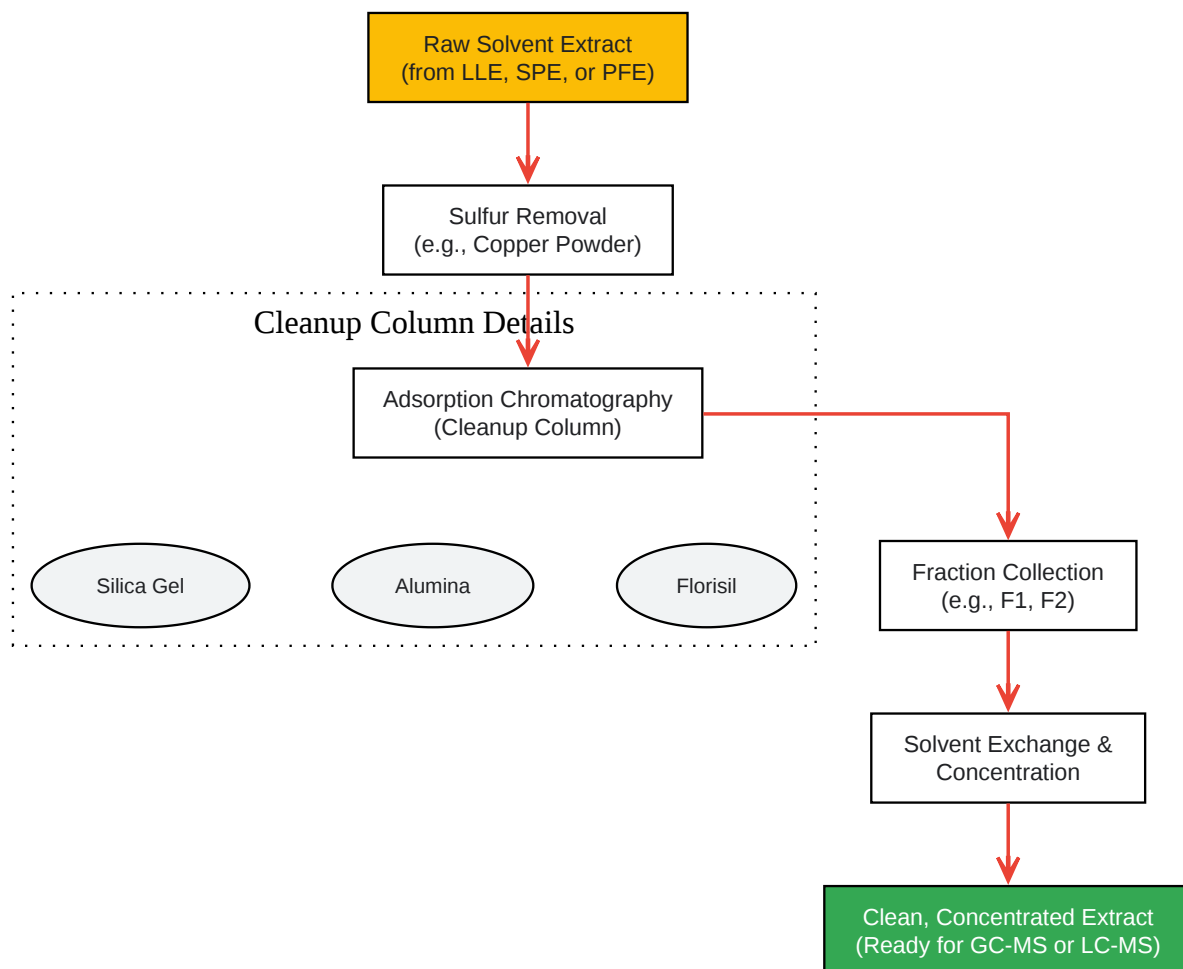 Raw Solvent Extract
(from LLE, SPE, or PFE)
Sulfur Removal
(e.g., Copper Powder)
Cleanup Column Details
Adsorption Chromatography
(Cleanup Column)
Silica Gel
Alumina
Florisil
Fraction Collection
(e.g., F1, F2)
Solvent Exchange &
Concentration
Clean, Concentrated Extract
(Ready for GC-MS or LC-MS)